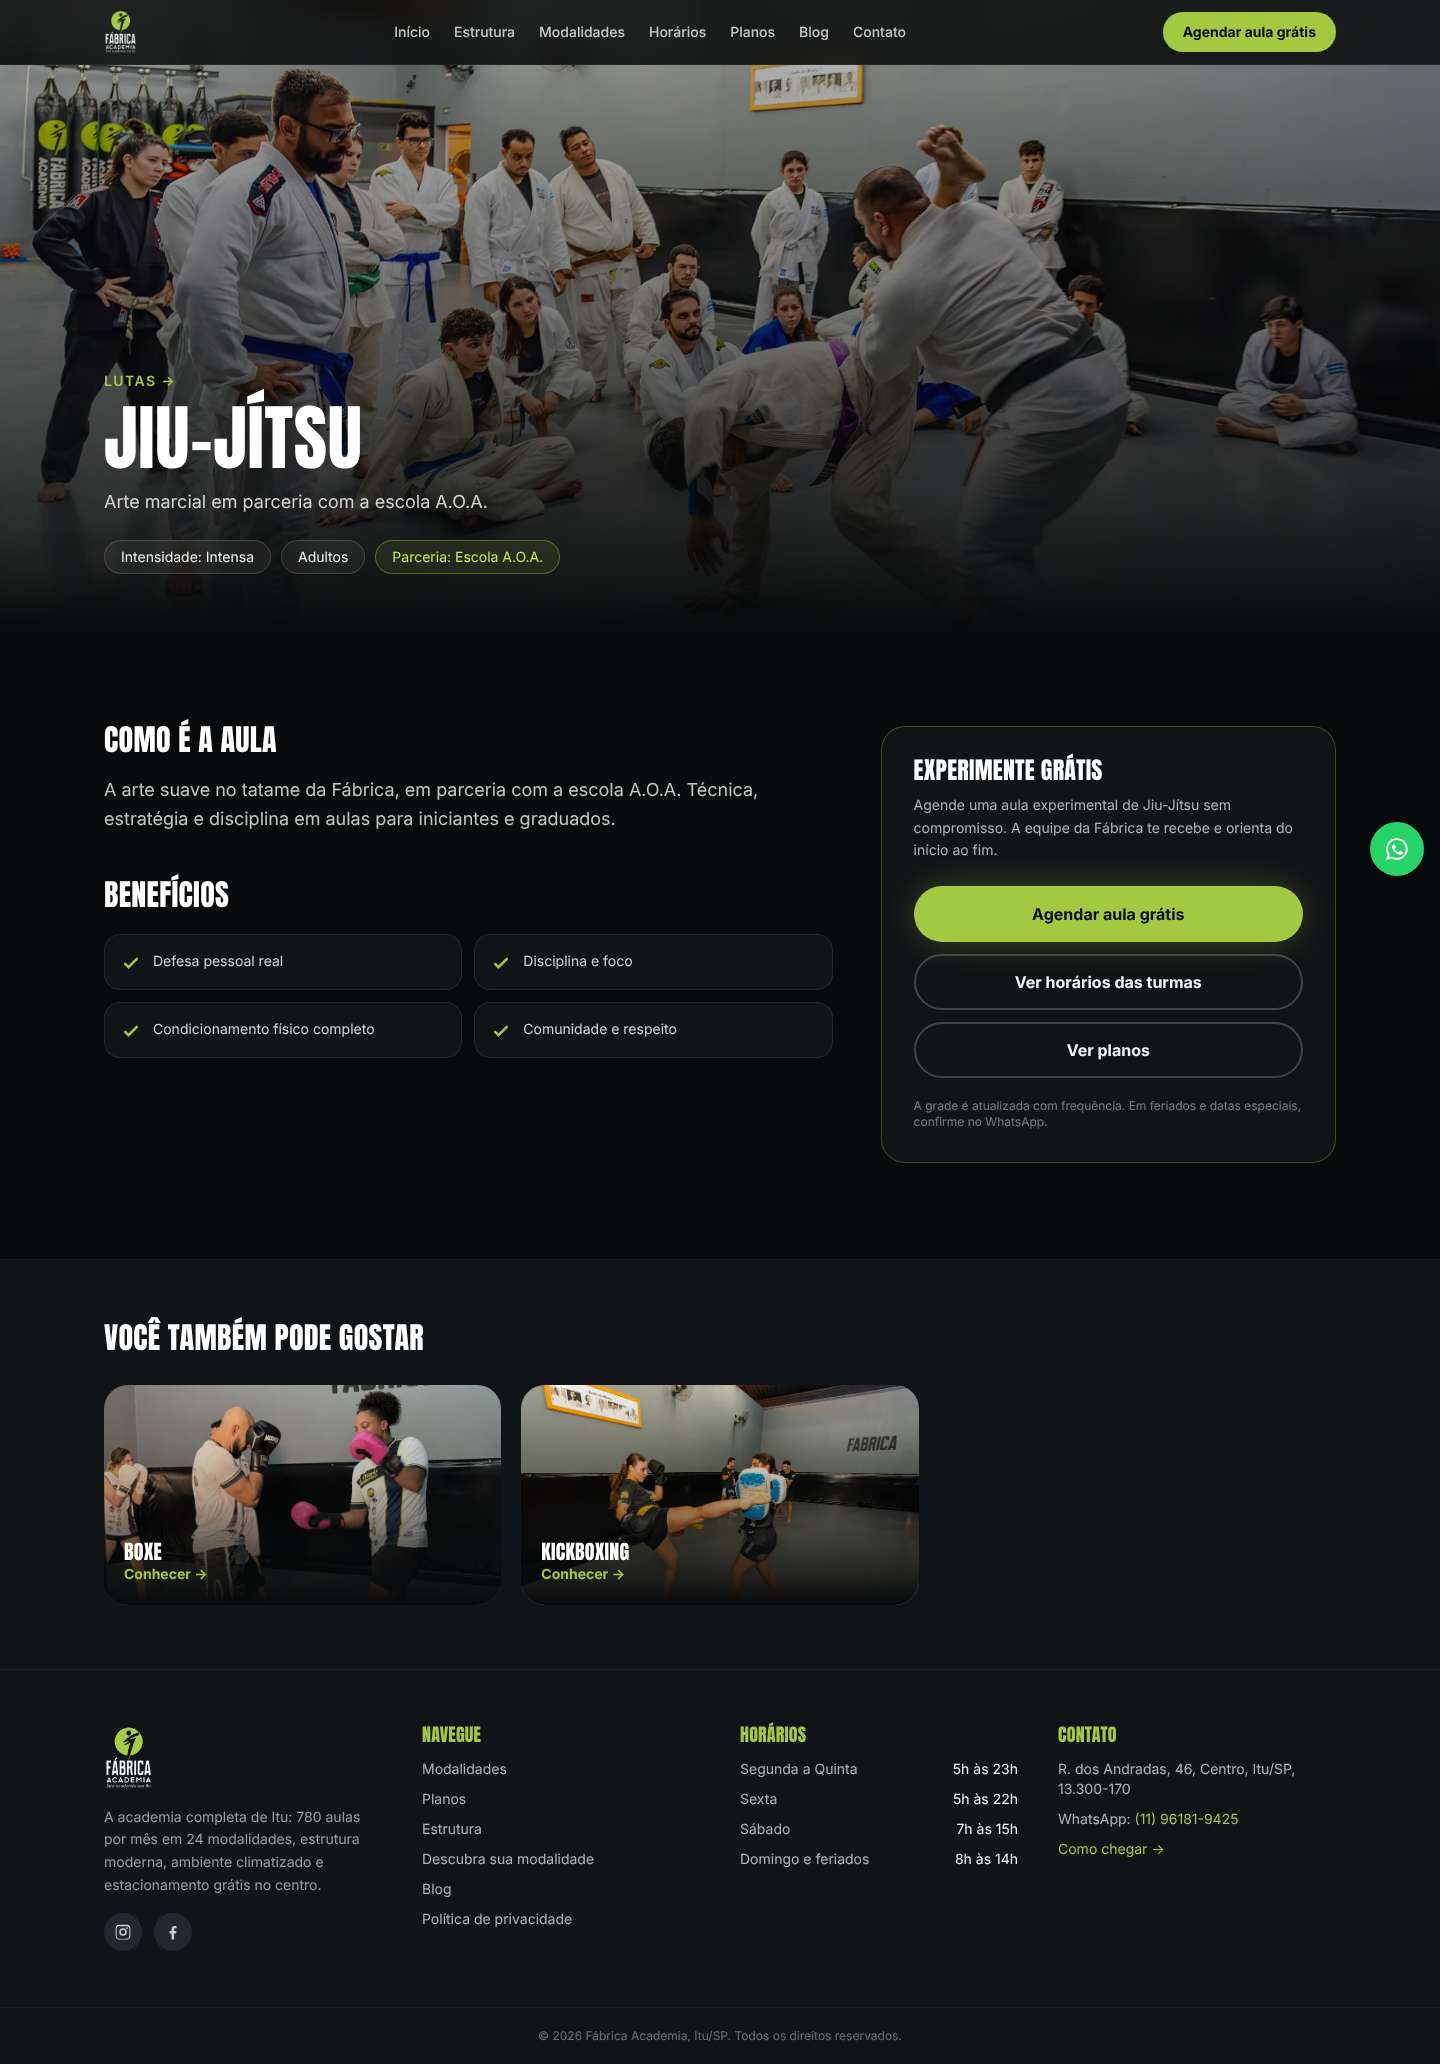 FÁBRICA
ACADEMIA
Início
Estrutura
Modalidades
Horários
Planos
Blog
Contato
Agendar aula grátis
FABRICA
ACADEMIA
LUTAS →
JIU-JÍTSU
Arte marcial em parceria com a escola A.O.A.
Intensidade: Intensa
Adultos
Parceria: Escola A.O.A.
COMO É A AULA
A arte suave no tatame da Fábrica, em parceria com a escola A.O.A. Técnica,
estratégia e disciplina em aulas para iniciantes e graduados.
BENEFÍCIOS
Defesa pessoal real
Disciplina e foco
Condicionamento físico completo
Comunidade e respeito
EXPERIMENTE GRÁTIS
Agende uma aula experimental de Jiu-Jítsu sem
compromisso. A equipe da Fábrica te recebe e orienta do
início ao fim.
Agendar aula grátis
Ver horários das turmas
Ver planos
A grade é atualizada com frequência. Em feriados e datas especiais,
confirme no WhatsApp.
VOCÊ TAMBÉM PODE GOSTAR
BOXE
Conhecer →
FABRICA
KICKBOXING
Conhecer →
FÁBRICA
ACADEMIA
A academia completa de Itu: 780 aulas
por mês em 24 modalidades, estrutura
moderna, ambiente climatizado e
estacionamento grátis no centro.
NAVEGUE
Modalidades
Planos
Estrutura
Descubra sua modalidade
Blog
Política de privacidade
HORÁRIOS
Segunda a Quinta 5h às 23h
Sexta 5h às 22h
Sábado 7h às 15h
Domingo e feriados 8h às 14h
CONTATO
R. dos Andradas, 46, Centro, Itu/SP,
13.300-170
WhatsApp: (11) 96181-9425
Como chegar →
© 2026 Fábrica Academia, Itu/SP. Todos os direitos reservados.